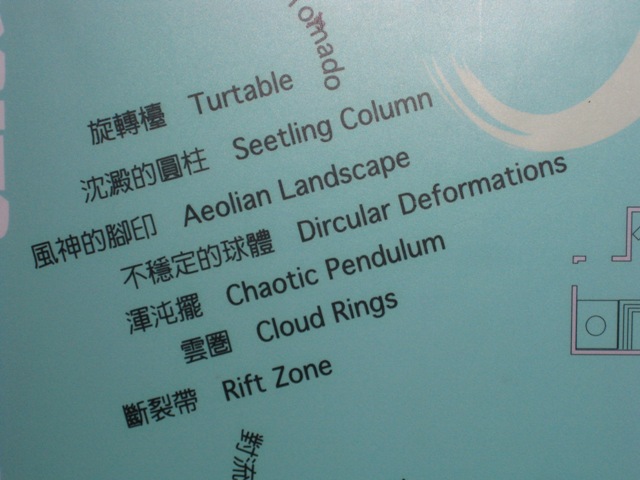 Tornado
旋轉檯 Turtable
沈澱的圓柱 Seetling Column
風神的腳印 Aeolian Landscape
不穩定的球體 Dircular Deformations
渾沌擺 Chaotic Pendulum
雲圈 Cloud Rings
斷裂帶 Rift Zone
對流